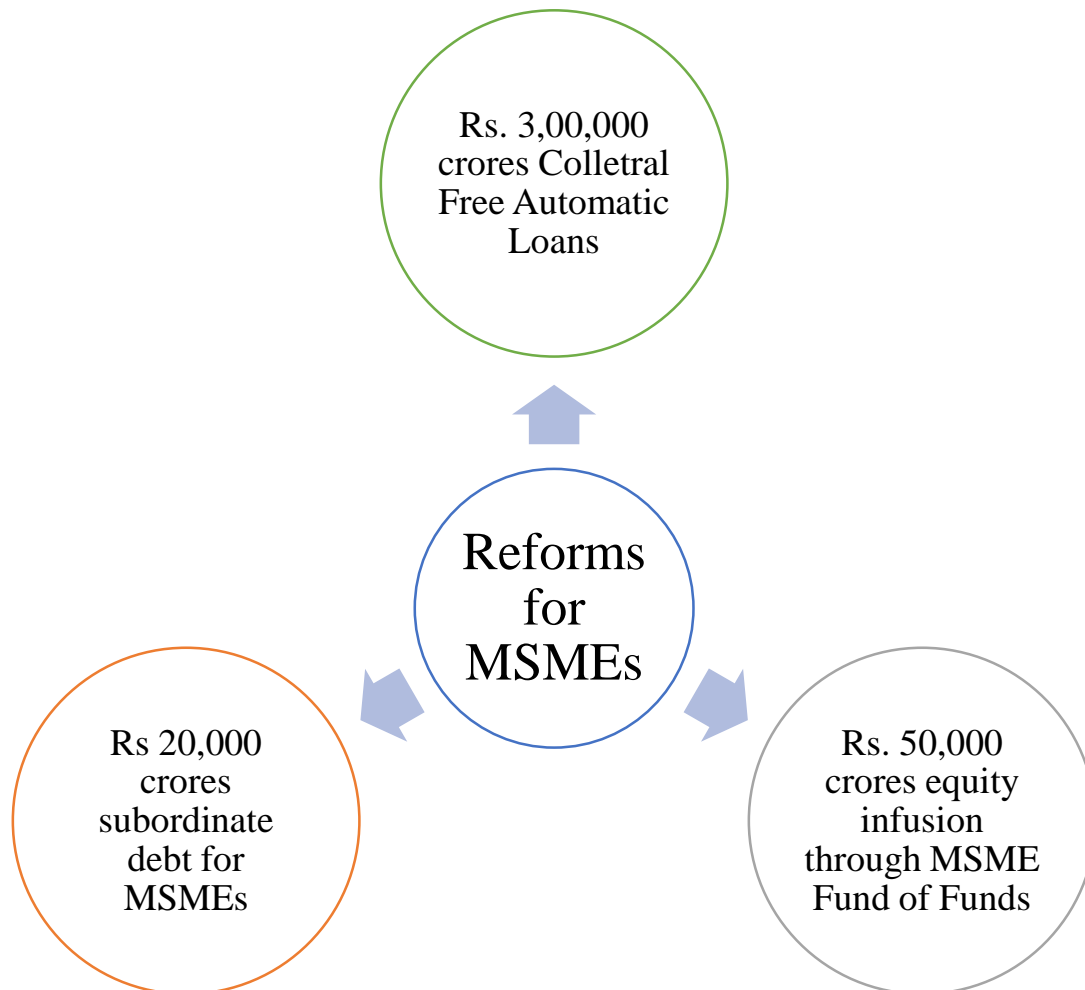 Rs. 3,00,000
crores Colletral
Free Automatic
Loans
Reforms
for
MSMEs
Rs 20,000
crores
subordinate
debt for
MSMEs
Rs. 50,000
crores equity
infusion
through MSME
Fund of Funds